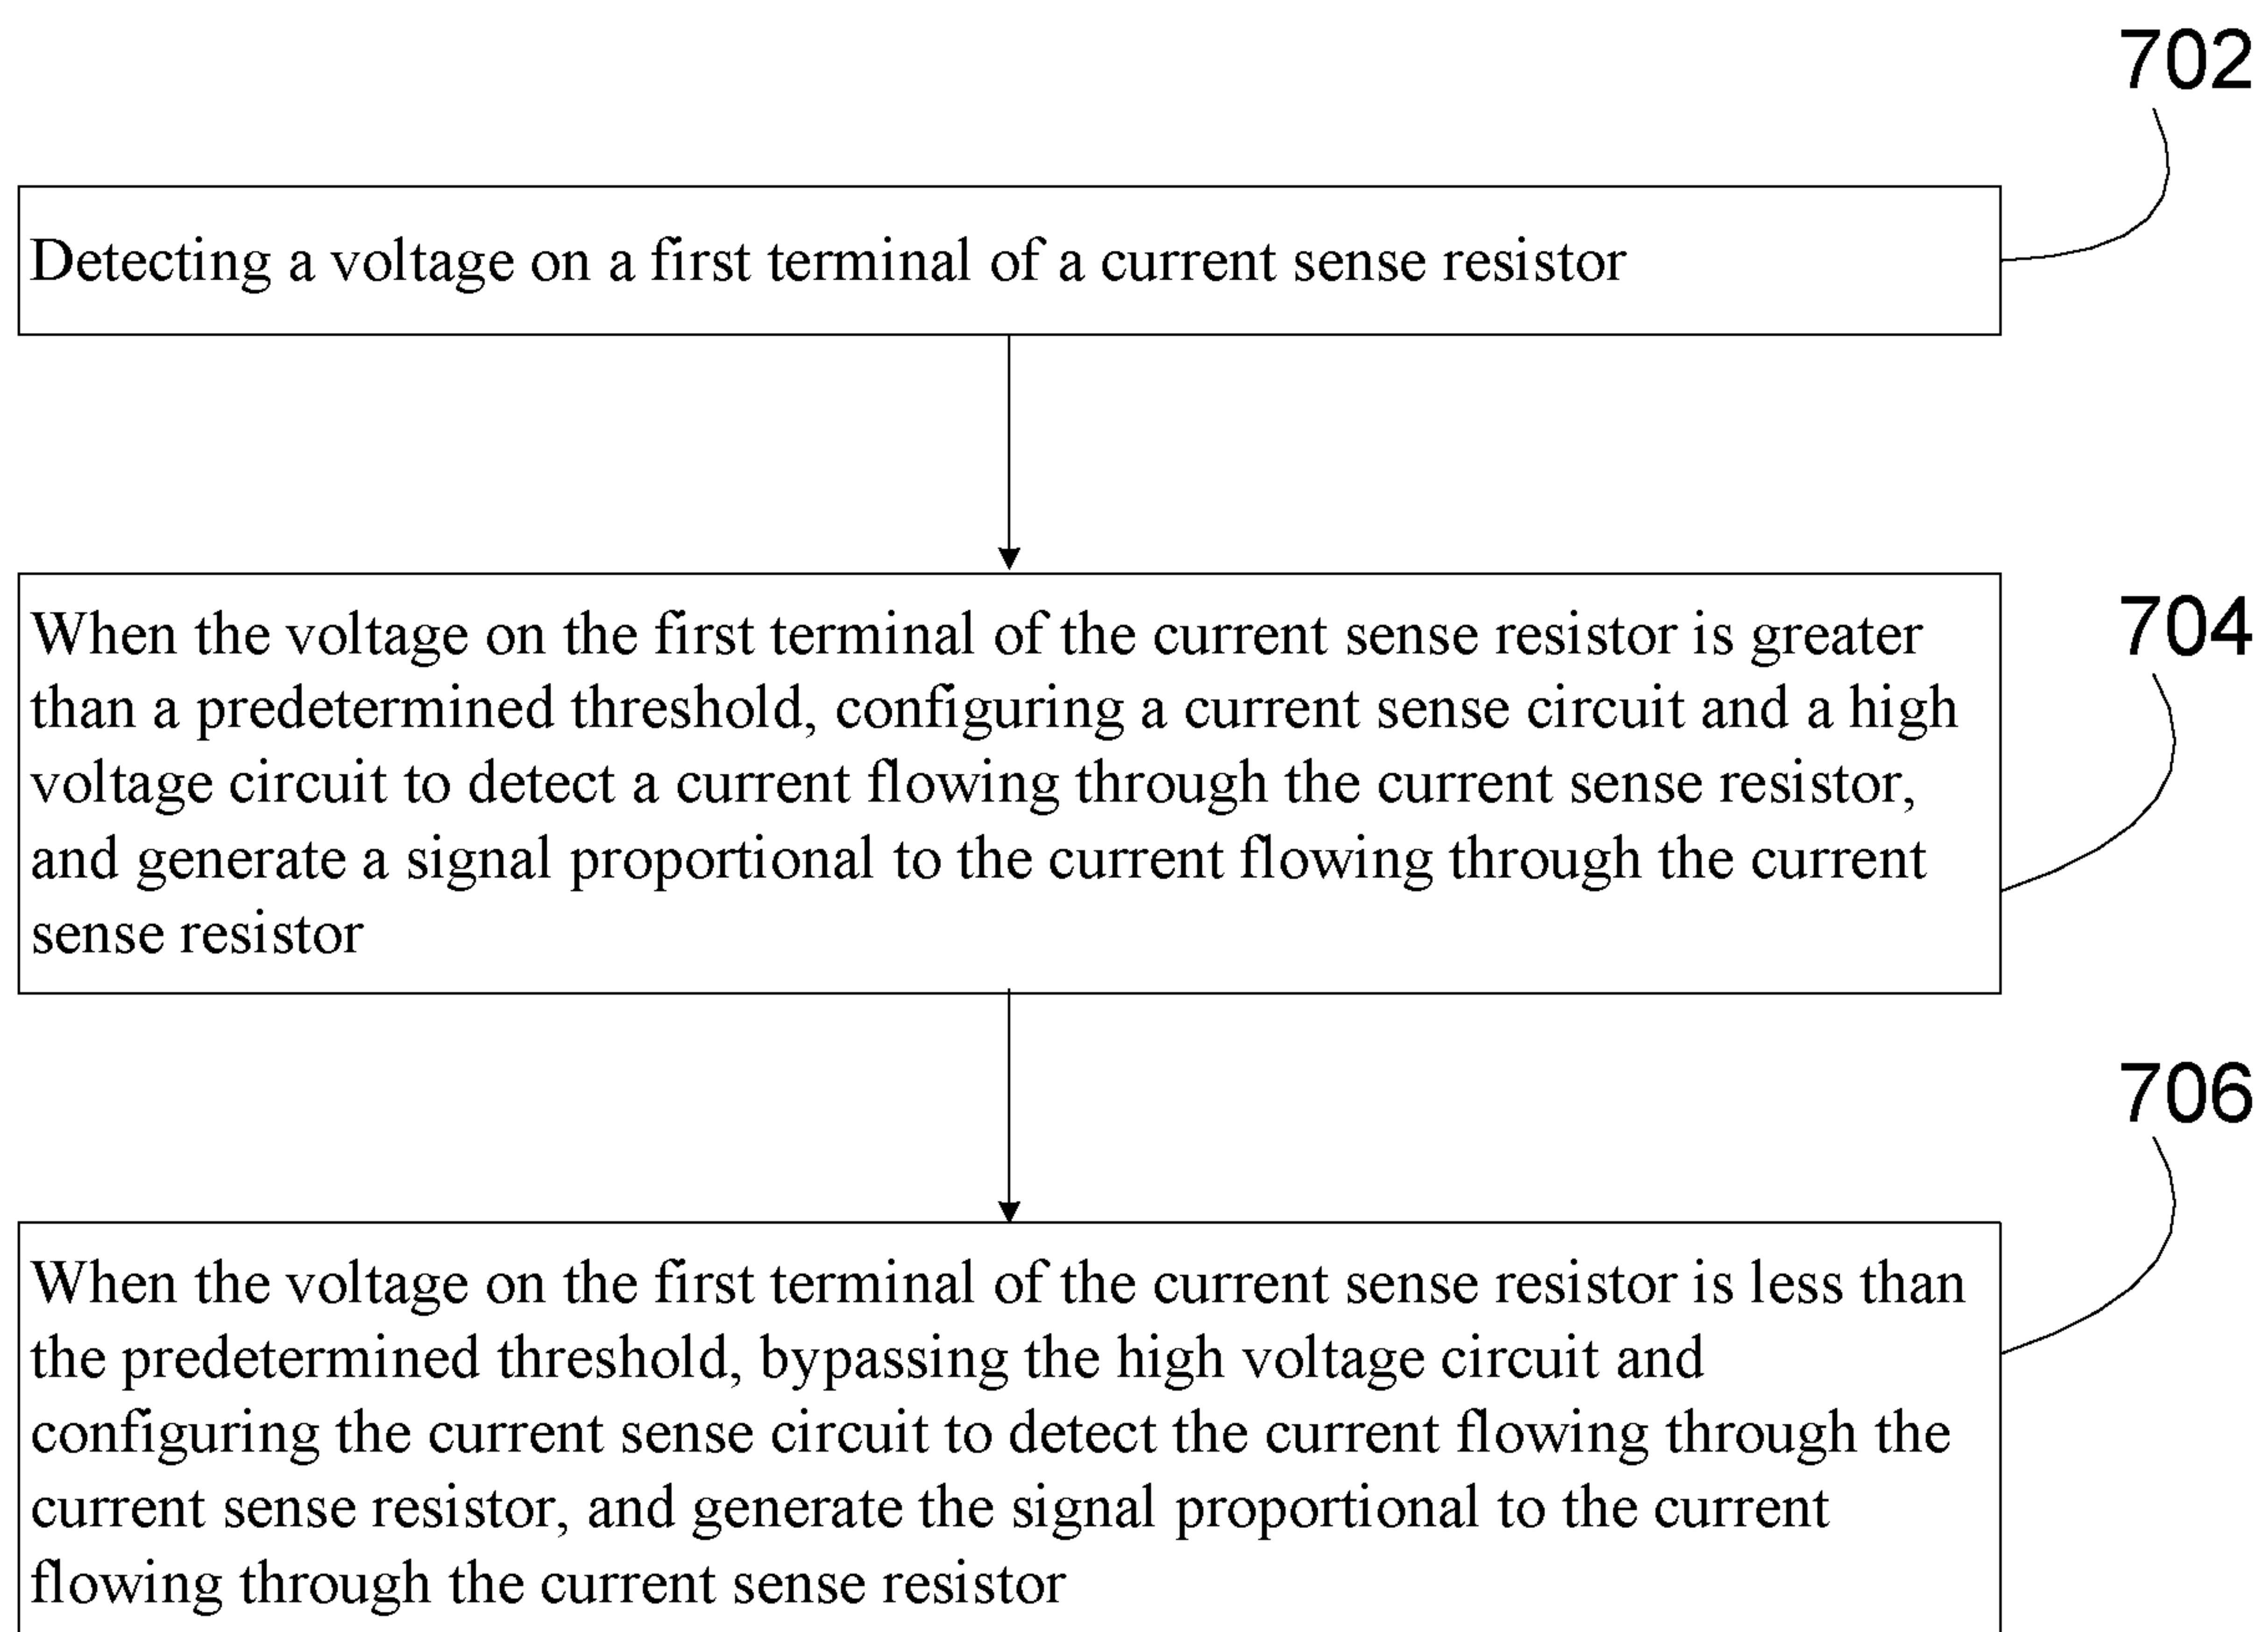 702
Detecting a voltage on a first terminal of a current sense resistor
704
When the voltage on the first terminal of the current sense resistor is greater
than a predetermined threshold, configuring a current sense circuit and a high
voltage circuit to detect a current flowing through the current sense resistor,
and generate a signal proportional to the current flowing through the current
sense resistor
706
When the voltage on the first terminal of the current sense resistor is less than
the predetermined threshold, bypassing the high voltage circuit and
configuring the current sense circuit to detect the current flowing through the
current sense resistor, and generate the signal proportional to the current
flowing through the current sense resistor